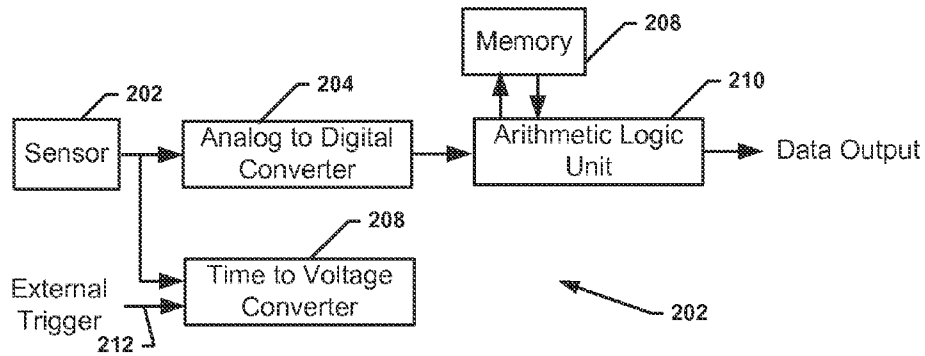 Memory
208
202
204
210
Sensor
Analog to Digital
Converter
Arithmetic Logic
Unit
Data Output
208
External
Trigger
Time to Voltage
Converter
202
212